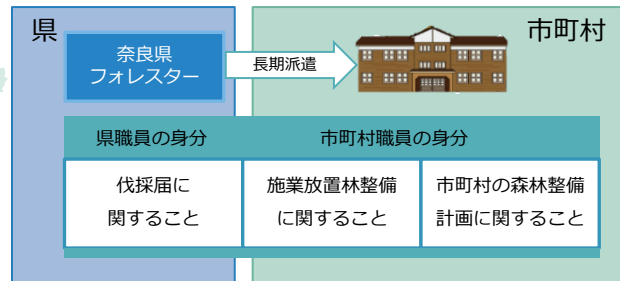 県
市町村
奈良県
フォレスター
長期派遣
県職員の身分
市町村職員の身分
伐採届に
関すること
施業放置林整備
に関すること
市町村の森林整備
計画に関すること